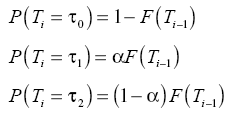 P(T_i = τ_0) = 1 − F(T_{i−1})
P(T_i = τ_1) = αF(T_{i−1})
P(T_i = τ_2) = (1 − α)F(T_{i−1})